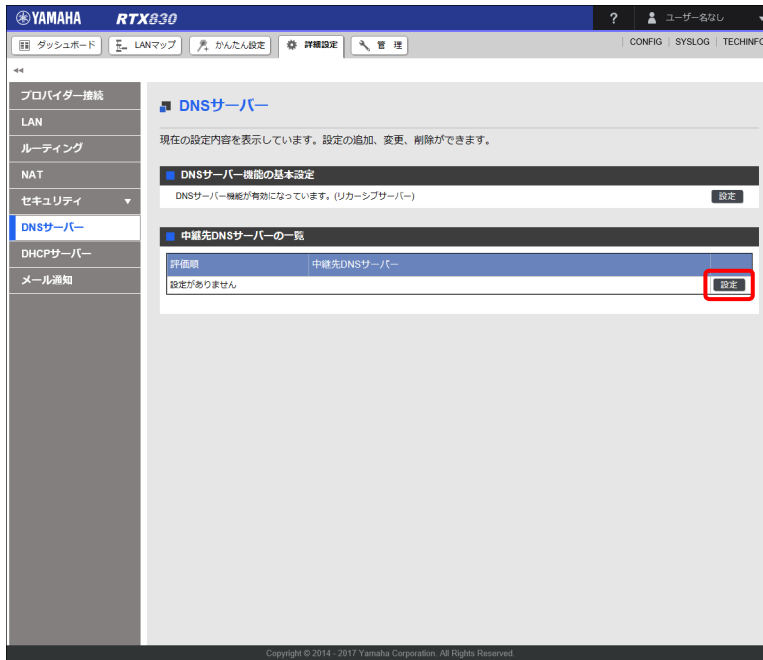 YAMAHA RTX830 ? ユーザー名なし
ダッシュボード LANマップ かんたん設定 詳細設定 管 理 CONFIG SYSLOG TECHINFO
プロバイダー接続
LAN
ルーティング
NAT
セキュリティ
DNSサーバー
DHCPサーバー
メール通知
DNSサーバー
現在の設定内容を表示しています。設定の追加、変更、削除ができます。
DNSサーバー機能の基本設定
DNSサーバー機能が有効になっています。(リカーシブサーバー) 設定
中継先DNSサーバーの一覧
評価順 中継先DNSサーバー
設定がありません 設定
Copyright © 2014 - 2017 Yamaha Corporation. All Rights Reserved.